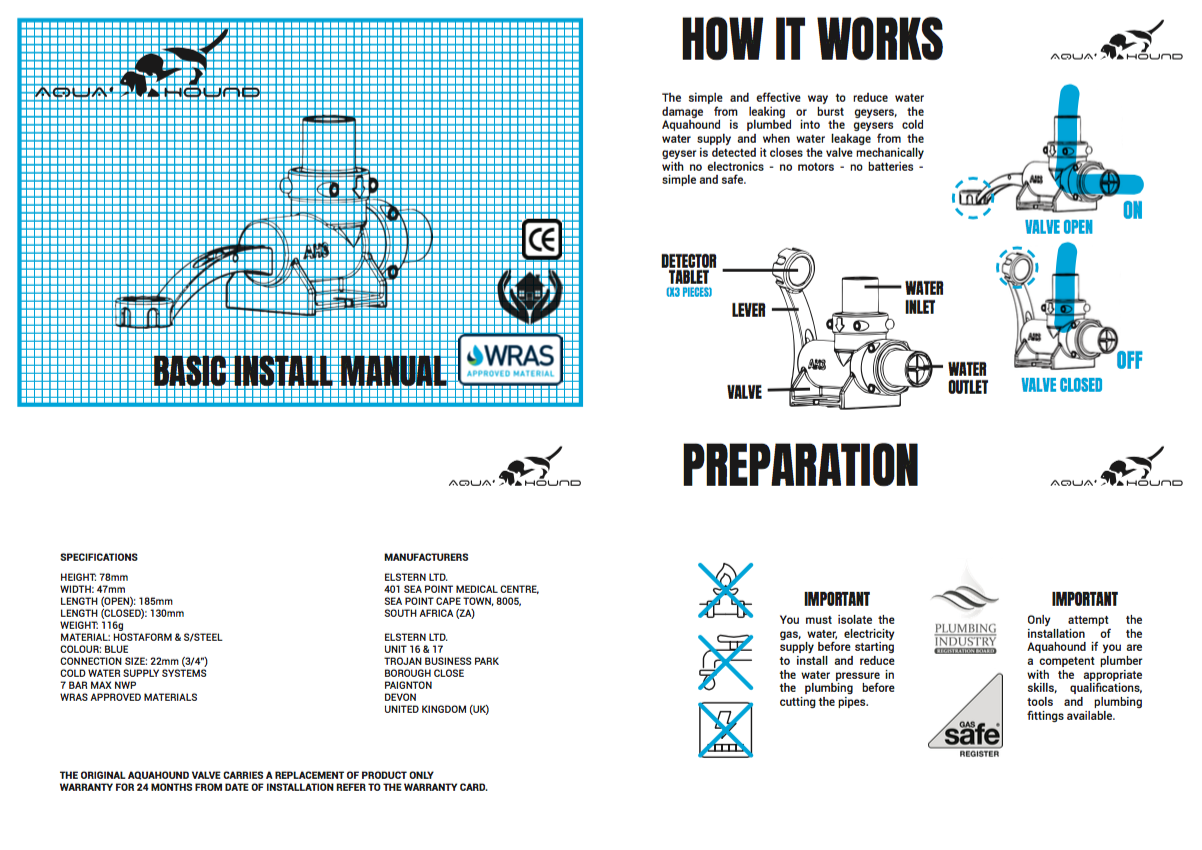 AQUA' HOUND
AHS
CE
WRAS
APPROVED MATERIAL
BASIC INSTALL MANUAL
HOW IT WORKS
AQUA' HOUND
The simple and effective way to reduce water
damage from leaking or burst geysers, the
Aquahound is plumbed into the geysers cold
water supply and when water leakage from the
geyser is detected it closes the valve mechanically
with no electronics - no motors - no batteries -
simple and safe.
AHS
ON
VALVE OPEN
DETECTOR
TABLET
(X3 PIECES)
LEVER
VALVE
AHS
WATER
INLET
WATER
OUTLET
AHS
OFF
VALVE CLOSED
AQUA' HOUND
SPECIFICATIONS
HEIGHT: 78mm
WIDTH: 47mm
LENGTH (OPEN): 185mm
LENGTH (CLOSED): 130mm
WEIGHT: 116g
MATERIAL: HOSTAFORM & S/STEEL
COLOUR: BLUE
CONNECTION SIZE: 22mm (3/4")
COLD WATER SUPPLY SYSTEMS
7 BAR MAX NWP
WRAS APPROVED MATERIALS
MANUFACTURERS
ELSTERN LTD.
401 SEA POINT MEDICAL CENTRE,
SEA POINT CAPE TOWN, 8005,
SOUTH AFRICA (ZA)
ELSTERN LTD.
UNIT 16 & 17
TROJAN BUSINESS PARK
BOROUGH CLOSE
PAIGNTON
DEVON
UNITED KINGDOM (UK)
THE ORIGINAL AQUAHOUND VALVE CARRIES A REPLACEMENT OF PRODUCT ONLY
WARRANTY FOR 24 MONTHS FROM DATE OF INSTALLATION REFER TO THE WARRANTY CARD.
PREPARATION
AQUA' HOUND
IMPORTANT
You must isolate the
gas, water, electricity
supply before starting
to install and reduce
the water pressure in
the plumbing before
cutting the pipes.
PLUMBING
INDUSTRY
REGISTRATION BOARD
GAS
safe
REGISTER
IMPORTANT
Only attempt the
installation of the
Aquahound if you are
a competent plumber
with the appropriate
skills, qualifications,
tools and plumbing
fittings available.